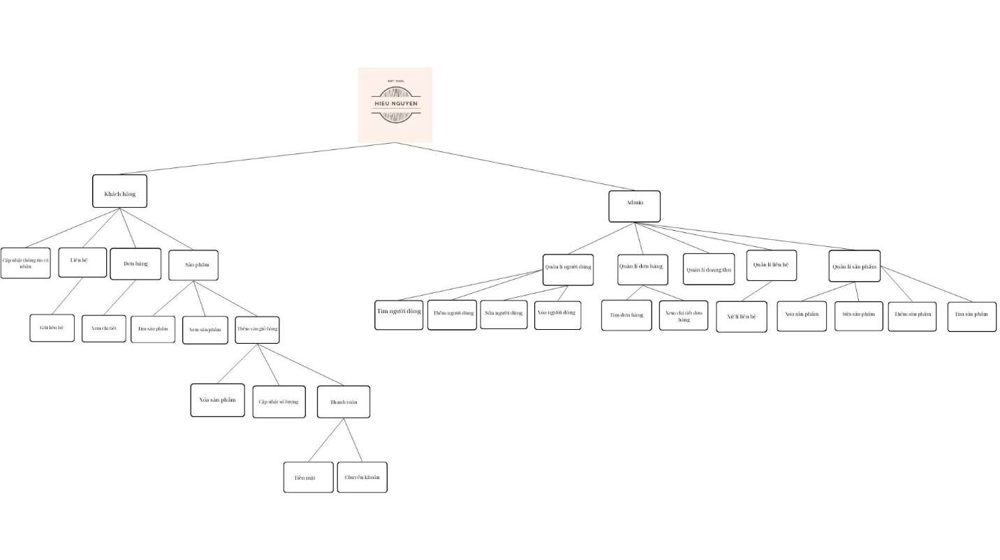 EST 2021
HIEU NGUYEN
Khách hàng
Admin
Cập nhật thông tin cá
nhân
Liên hệ
Đơn hàng
Sản phẩm
Quản lí người dùng
Quản lí đơn hàng
Quản lí doang thu
Quản lí liên hệ
Quản lí sản phẩm
Gửi liên hệ
Xem chi tiết
Tìm sản phẩm
Xem sản phẩm
Thêm vào giỏ hàng
Tìm người dùng
Thêm người dùng
Sửa người dùng
Xóa người dùng
Tìm đơn hàng
Xem chi tiết đơn
hàng
Xử lí liên hệ
Xóa sản phẩm
Sửa sản phẩm
Thêm sản phẩm
Tìm sản phẩm
Xóa sản phẩm
Cập nhật số lượng
Thanh toán
Tiền mặt
Chuyển khoản